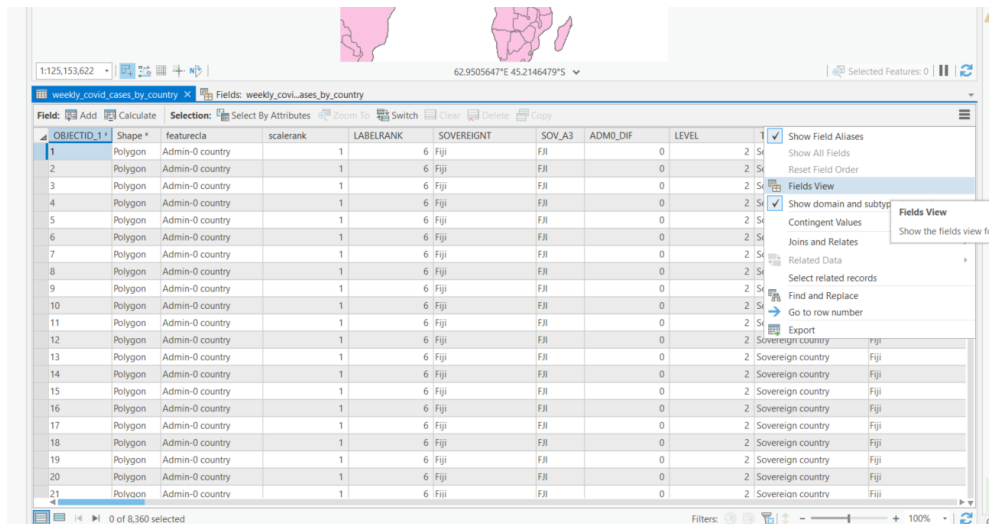 1:125,153,622
62.9505647°E 45.2146479°S
Selected Features: 0
weekly_covid_cases_by_country Fields: weekly_covi...ases_by_country
Field: Add Calculate Selection: Select By Attributes Zoom To Switch Clear Delete Copy
OBJECTID_1 * Shape * featurecla scalerank LABELRANK SOVEREIGNT SOV_A3 ADM0_DIF LEVEL T
1 Polygon Admin-0 country 1 6 Fiji FJI 0 2 So
2 Polygon Admin-0 country 1 6 Fiji FJI 0 2 So
3 Polygon Admin-0 country 1 6 Fiji FJI 0 2 So
4 Polygon Admin-0 country 1 6 Fiji FJI 0 2 So
5 Polygon Admin-0 country 1 6 Fiji FJI 0 2 So
6 Polygon Admin-0 country 1 6 Fiji FJI 0 2 So
7 Polygon Admin-0 country 1 6 Fiji FJI 0 2 So
8 Polygon Admin-0 country 1 6 Fiji FJI 0 2 So
9 Polygon Admin-0 country 1 6 Fiji FJI 0 2 So
10 Polygon Admin-0 country 1 6 Fiji FJI 0 2 So
11 Polygon Admin-0 country 1 6 Fiji FJI 0 2 So
12 Polygon Admin-0 country 1 6 Fiji FJI 0 2 Sovereign country Fiji
13 Polygon Admin-0 country 1 6 Fiji FJI 0 2 Sovereign country Fiji
14 Polygon Admin-0 country 1 6 Fiji FJI 0 2 Sovereign country Fiji
15 Polygon Admin-0 country 1 6 Fiji FJI 0 2 Sovereign country Fiji
16 Polygon Admin-0 country 1 6 Fiji FJI 0 2 Sovereign country Fiji
17 Polygon Admin-0 country 1 6 Fiji FJI 0 2 Sovereign country Fiji
18 Polygon Admin-0 country 1 6 Fiji FJI 0 2 Sovereign country Fiji
19 Polygon Admin-0 country 1 6 Fiji FJI 0 2 Sovereign country Fiji
20 Polygon Admin-0 country 1 6 Fiji FJI 0 2 Sovereign country Fiji
21 Polygon Admin-0 country 1 6 Fiji FJI 0 2 Sovereign country Fiji
Show Field Aliases
Show All Fields
Reset Field Order
Fields View
Show domain and subtyp
Contingent Values
Joins and Relates
Related Data
Select related records
Find and Replace
Go to row number
Export
Fields View
Show the fields view fo
0 of 8,360 selected
Filters:
100%